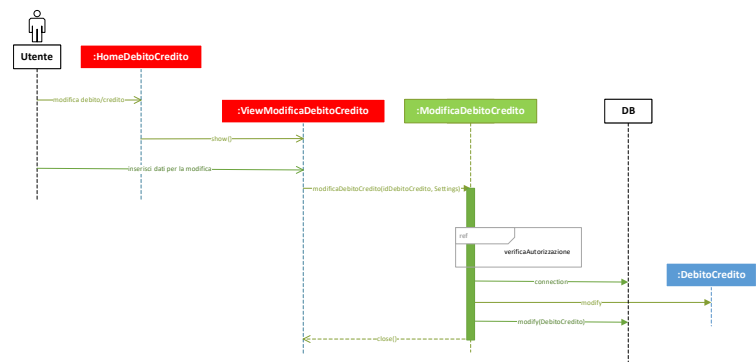 Utente
:HomeDebitoCredito
modifica debito/credito
:ViewModificaDebitoCredito
:ModificaDebitoCredito
DB
show()
inserisci dati per la modifica
modificaDebitoCredito(idDebitoCredito, Settings)
ref
verificaAutorizzazione
:DebitoCredito
connection
modify
modify(DebitoCredito)
close()